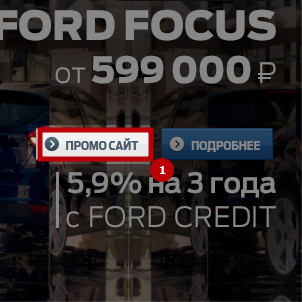 FORD FOCUS
от 599 000 ₽
ПРОМО САЙТ ПОДРОБНЕЕ
1
5,9% на 3 года
с FORD CREDIT